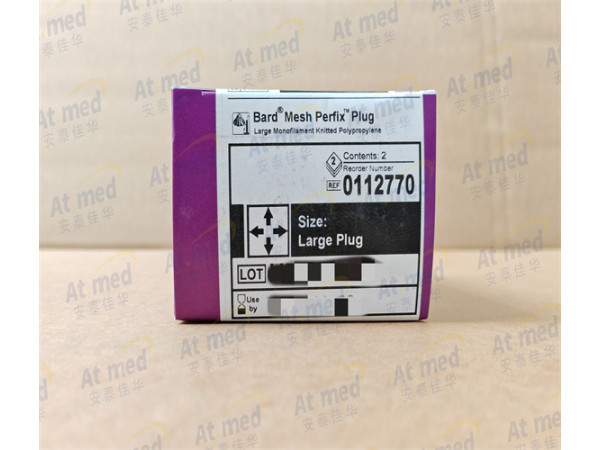 Bard® Mesh Perfix™ Plug
Large Monofilament Knitted Polypropylene
2
Contents: 2
Reorder Number
REF 0112770
Size:
Large Plug
LOT
Use
by
At med
安泰佳华